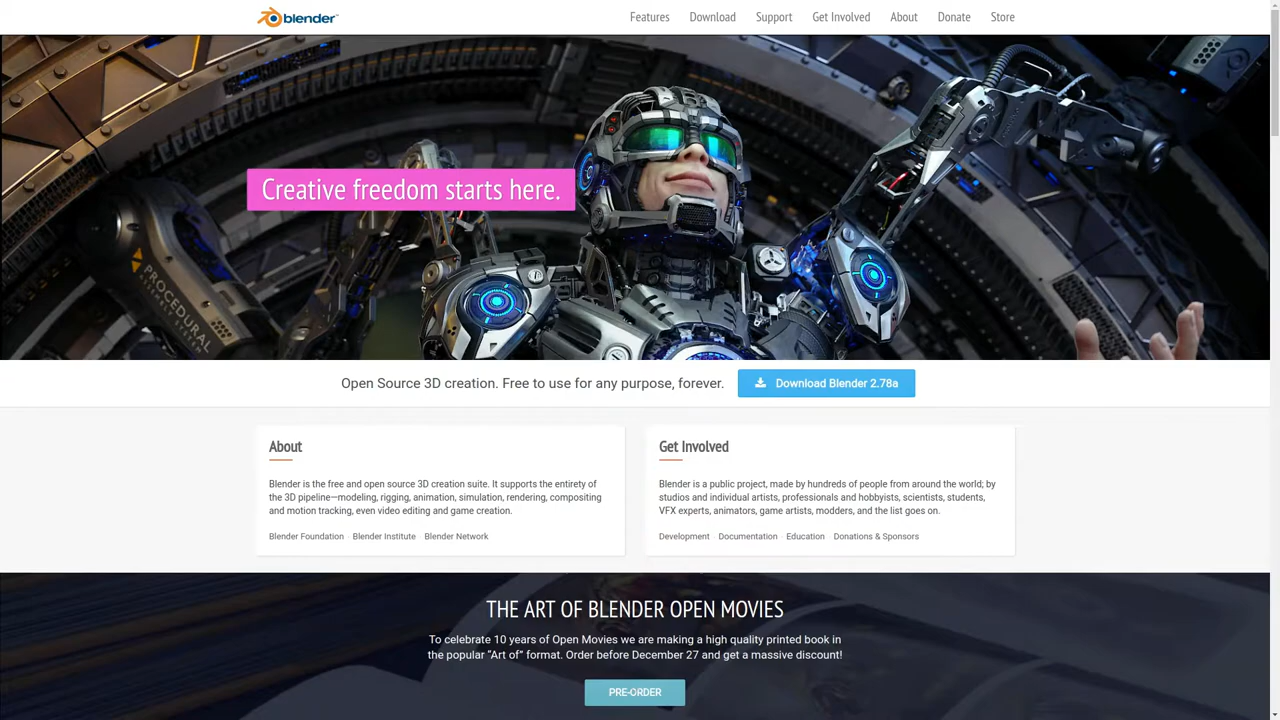 blender
Features Download Support Get Involved About Donate Store
Creative freedom starts here.
PROCEDURAL
Open Source 3D creation. Free to use for any purpose, forever.
Download Blender 2.78a
About
Blender is the free and open source 3D creation suite. It supports the entirety of
the 3D pipeline—modeling, rigging, animation, simulation, rendering, compositing
and motion tracking, even video editing and game creation.
Blender Foundation · Blender Institute · Blender Network
Get Involved
Blender is a public project, made by hundreds of people from around the world; by
studios and individual artists, professionals and hobbyists, scientists, students,
VFX experts, animators, game artists, modders, and the list goes on.
Development · Documentation · Education · Donations & Sponsors
THE ART OF BLENDER OPEN MOVIES
To celebrate 10 years of Open Movies we are making a high quality printed book in
the popular “Art of” format. Order before December 27 and get a massive discount!
PRE-ORDER